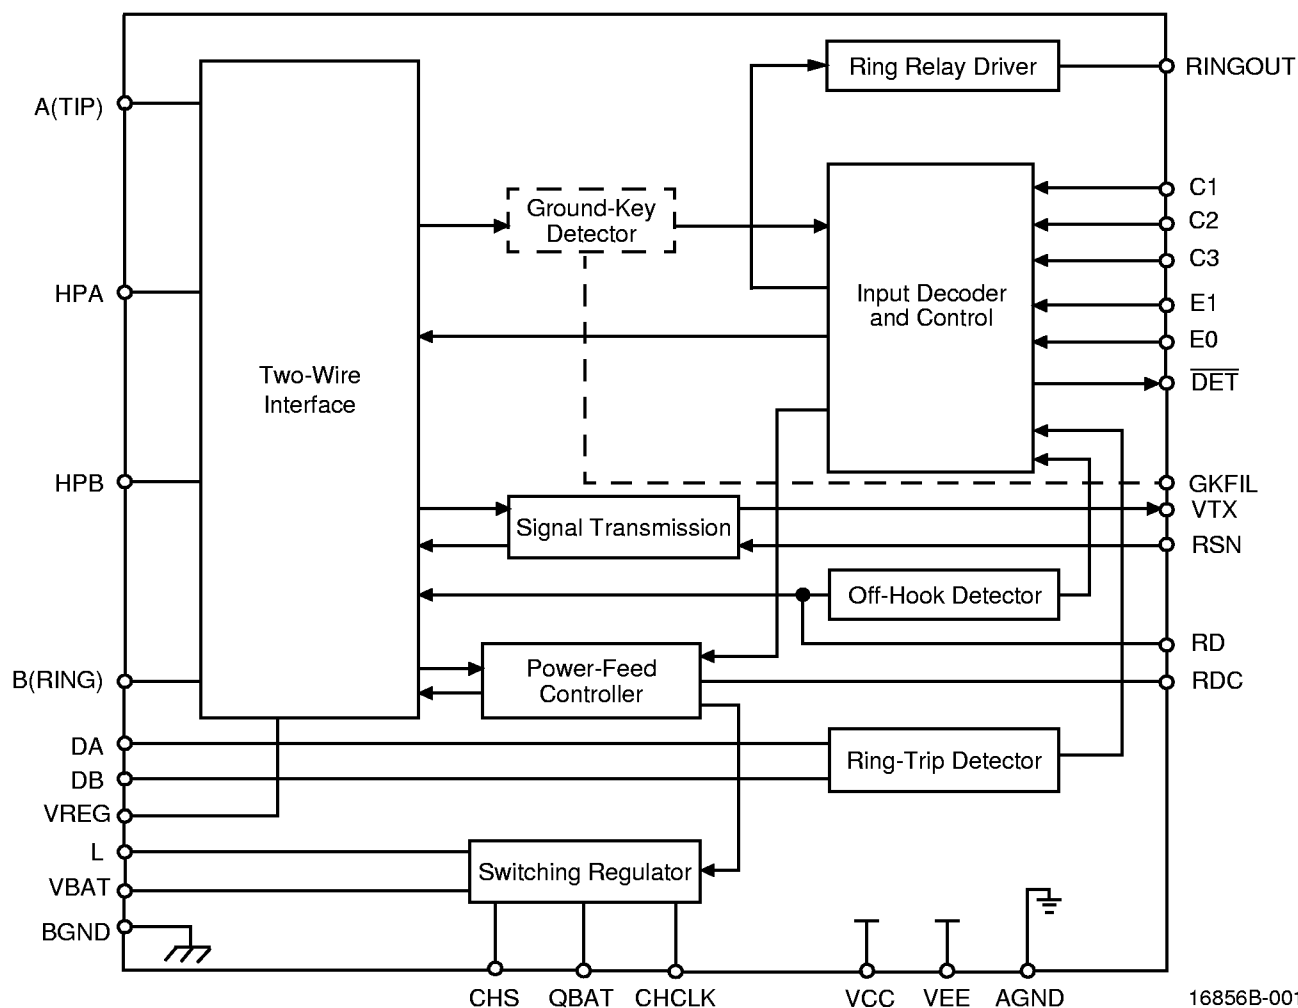 Ring Relay Driver
RINGOUT
A(TIP)
C1
Ground-Key
Detector
C2
C3
HPA
Input Decoder
and Control
E1
E0
Two-Wire
Interface
DET
HPB
GKFIL
VTX
Signal Transmission
RSN
Off-Hook Detector
RD
B(RING)
Power-Feed
Controller
RDC
DA
Ring-Trip Detector
DB
VREG
L
Switching Regulator
VBAT
BGND
CHS
QBAT
CHCLK
VCC
VEE
AGND
16856B-001